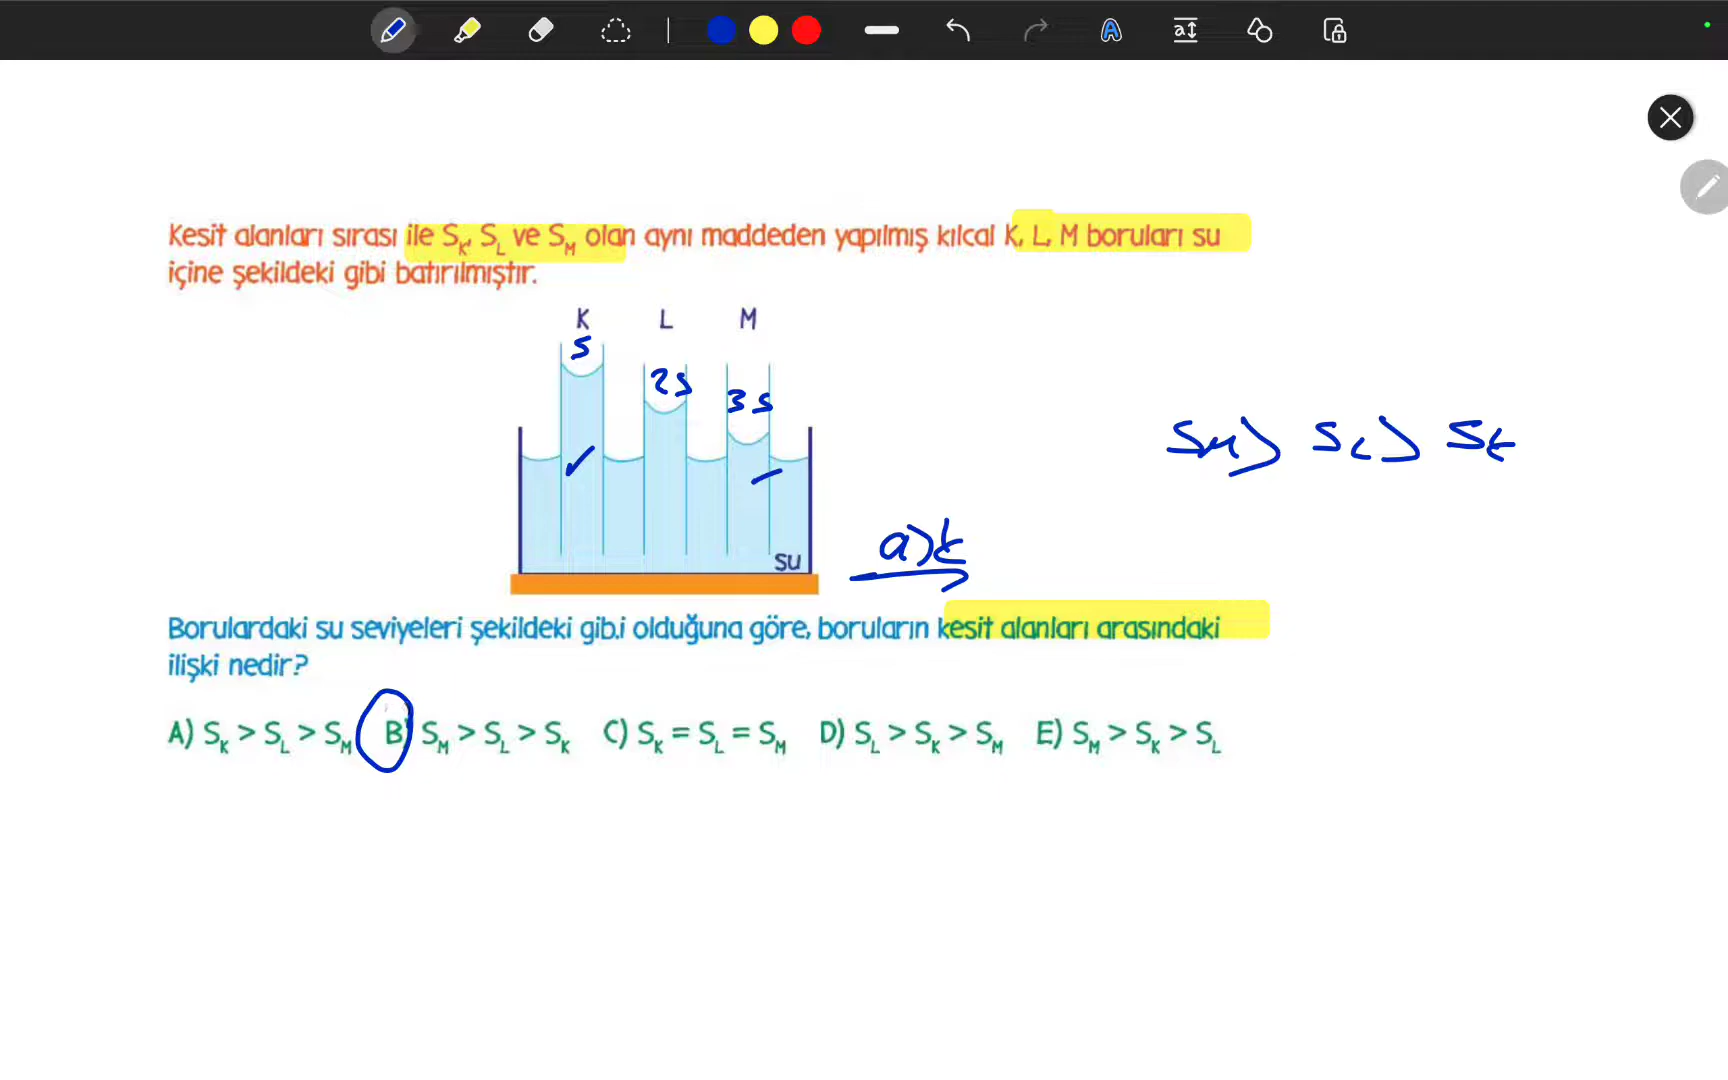 Kesit alanları sırası ile S_K, S_L ve S_M olan aynı maddeden yapılmış kılcal K, L, M boruları su
içine şekildeki gibi batırılmıştır.
K L M
S 2S 3S
S_M > S_L > S_K
a>k
su
Borulardaki su seviyeleri şekildeki gib.i olduğuna göre, boruların kesit alanları arasındaki
ilişki nedir?
A) S_K > S_L > S_M B) S_M > S_L > S_K C) S_K = S_L = S_M D) S_L > S_K > S_M E) S_M > S_K > S_L